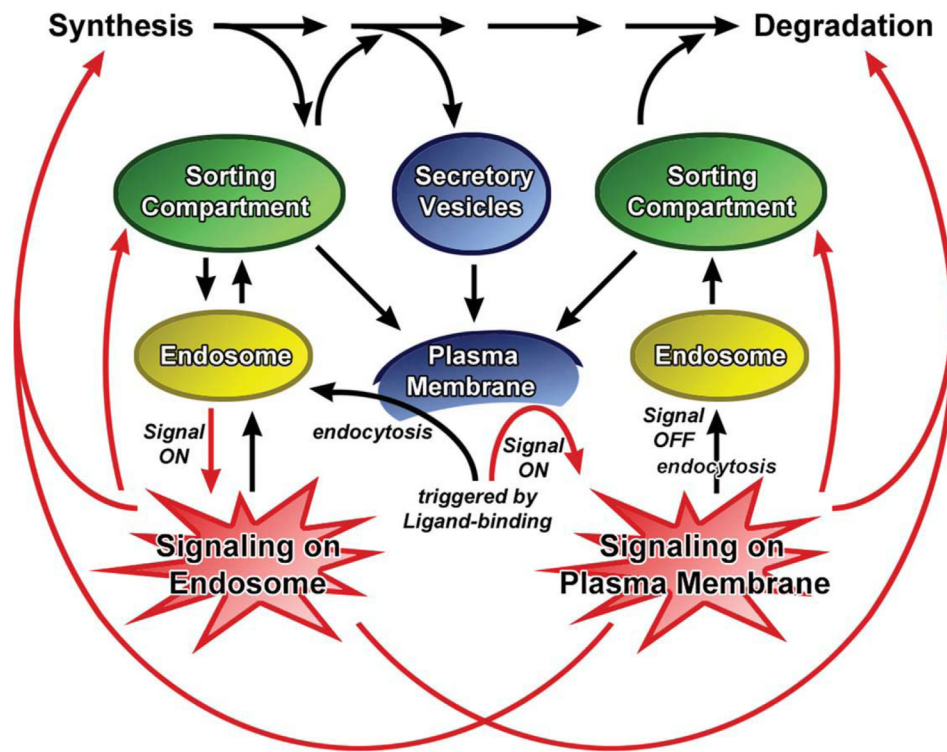 Synthesis
Degradation
Sorting
Compartment
Secretory
Vesicles
Sorting
Compartment
Endosome
Plasma
Membrane
Endosome
Signal
ON
endocytosis
Signal
ON
Signal
OFF
endocytosis
triggered by
Ligand-binding
Signaling on
Endosome
Signaling on
Plasma Membrane